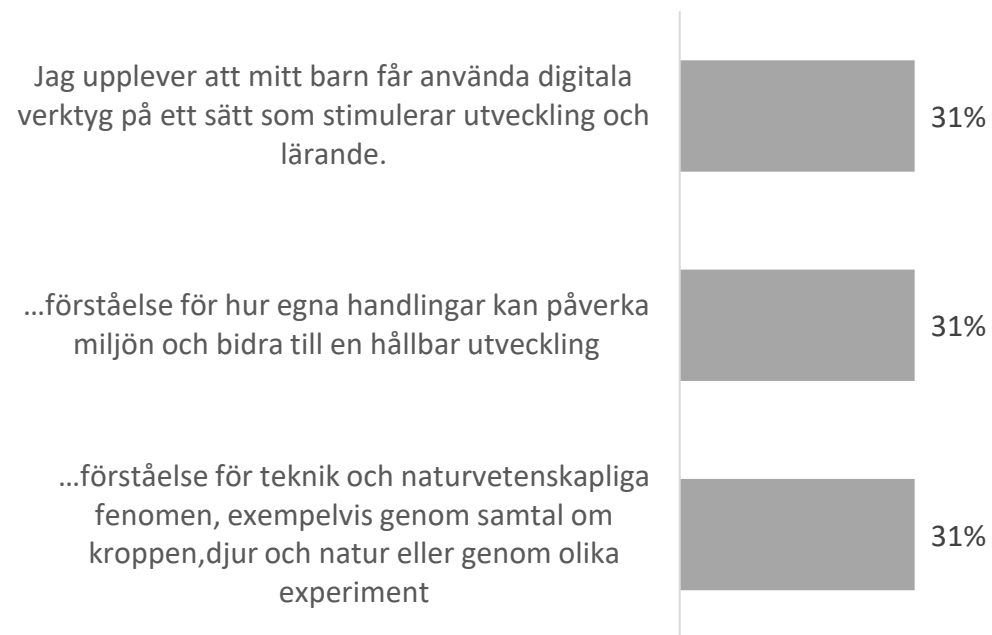 Jag upplever att mitt barn får använda digitala
verktyg på ett sätt som stimulerar utveckling och
lärande.
31%
...förståelse för hur egna handlingar kan påverka
miljön och bidra till en hållbar utveckling
31%
...förståelse för teknik och naturvetenskapliga
fenomen, exempelvis genom samtal om
kroppen,djur och natur eller genom olika
experiment
31%